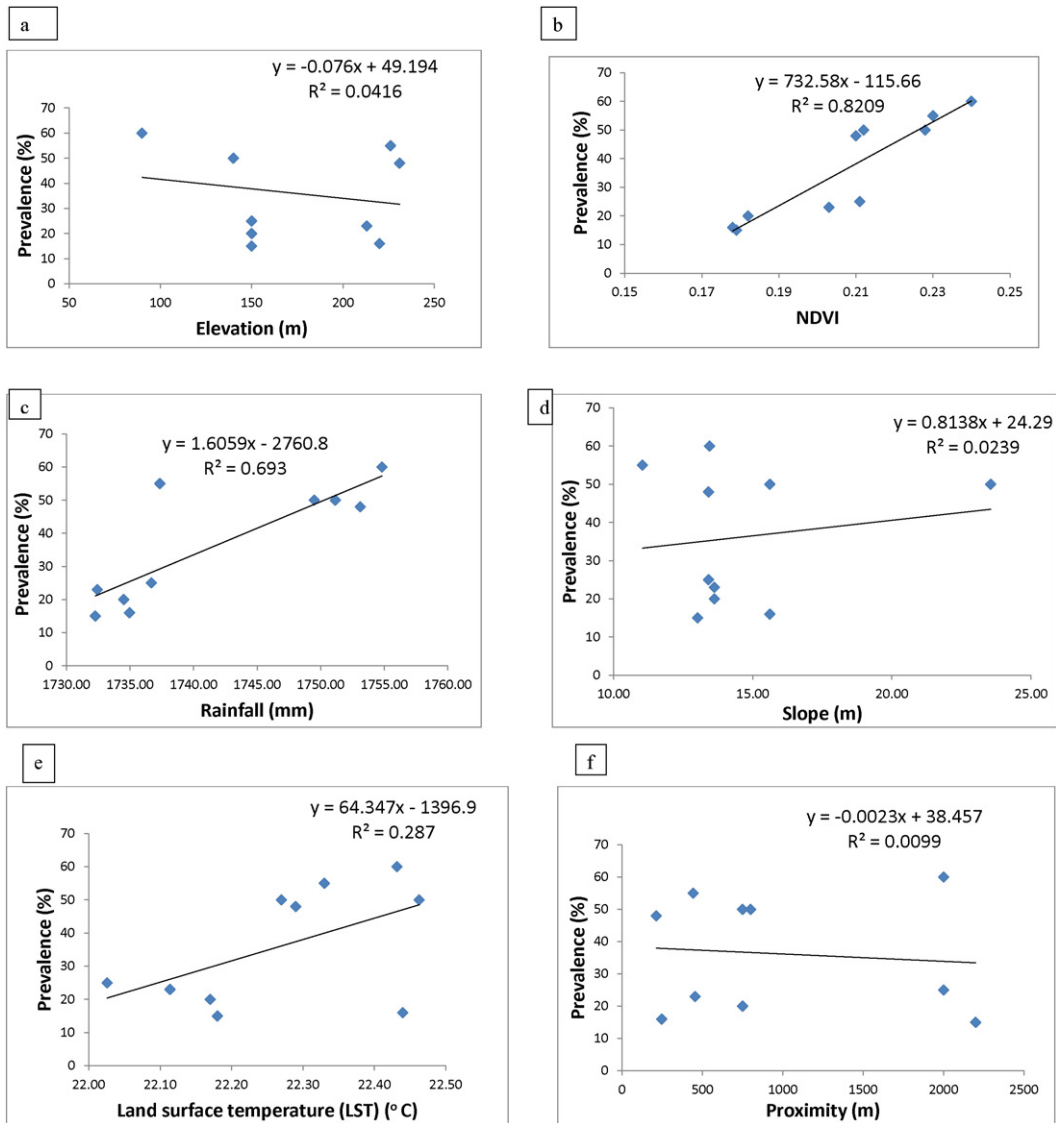 a
y = -0.076x + 49.194
R² = 0.0416
70
60
50
40
30
20
10
0
Prevalence (%)
50
100
150
200
250
Elevation (m)
b
y = 732.58x - 115.66
R² = 0.8209
70
60
50
40
30
20
10
0
Prevalence (%)
0.15
0.17
0.19
0.21
0.23
0.25
NDVI
c
y = 1.6059x - 2760.8
R² = 0.693
70
60
50
40
30
20
10
0
Prevalence (%)
1730.00
1735.00
1740.00
1745.00
1750.00
1755.00
1760.00
Rainfall (mm)
d
y = 0.8138x + 24.29
R² = 0.0239
70
60
50
40
30
20
10
0
Prevalence (%)
10.00
15.00
20.00
25.00
Slope (m)
e
y = 64.347x - 1396.9
R² = 0.287
70
60
50
40
30
20
10
0
Prevalence (%)
22.00
22.10
22.20
22.30
22.40
22.50
Land surface temperature (LST) (º C)
f
y = -0.0023x + 38.457
R² = 0.0099
70
60
50
40
30
20
10
0
Prevalence (%)
0
500
1000
1500
2000
2500
Proximity (m)